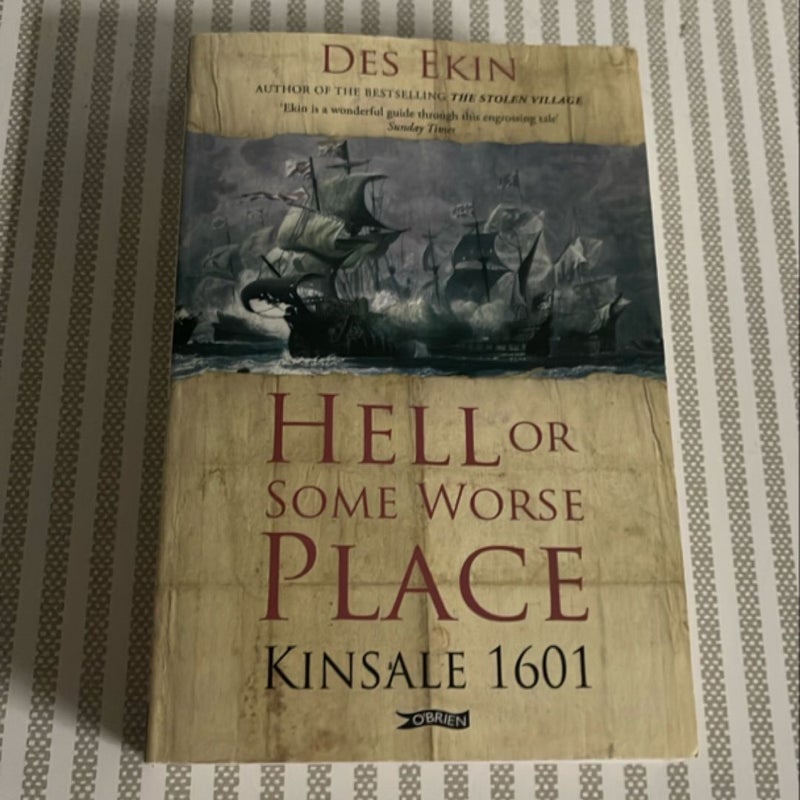 DES EKIN
AUTHOR OF THE BESTSELLING THE STOLEN VILLAGE
'Ekin is a wonderful guide through this engrossing tale'
Sunday Times
HELL OR
SOME WORSE
PLACE
KINSALE 1601
O'BRIEN